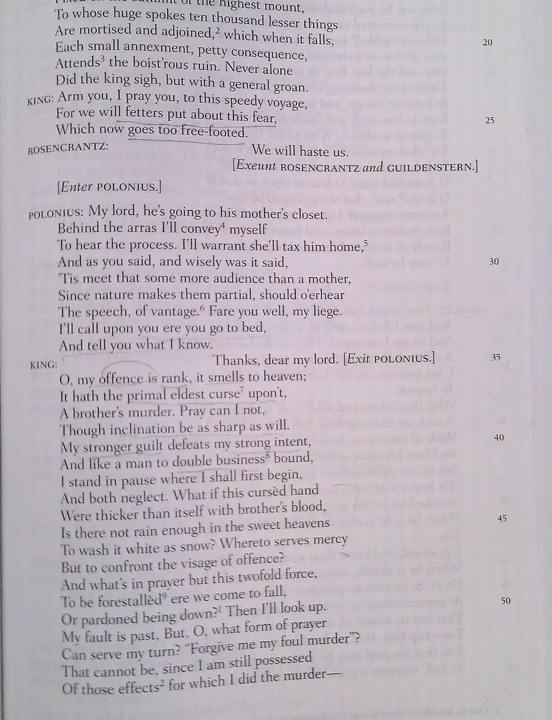 of the highest mount,
To whose huge spokes ten thousand lesser things
Are mortised and adjoined,² which when it falls, 20
Each small annexment, petty consequence,
Attends³ the boist'rous ruin. Never alone
Did the king sigh, but with a general groan.
KING: Arm you, I pray you, to this speedy voyage,
For we will fetters put about this fear, 25
Which now goes too free-footed.
ROSENCRANTZ: We will haste us.
[Exeunt ROSENCRANTZ and GUILDENSTERN.]
[Enter POLONIUS.]
POLONIUS: My lord, he's going to his mother's closet.
Behind the arras I'll convey⁴ myself
To hear the process. I'll warrant she'll tax him home,⁵
And as you said, and wisely was it said, 30
'Tis meet that some more audience than a mother,
Since nature makes them partial, should o'erhear
The speech, of vantage.⁶ Fare you well, my liege.
I'll call upon you ere you go to bed,
And tell you what I know.
KING: Thanks, dear my lord. [Exit POLONIUS.] 35
O, my offence is rank, it smells to heaven;
It hath the primal eldest curse⁷ upon't,
A brother's murder. Pray can I not,
Though inclination be as sharp as will.
My stronger guilt defeats my strong intent, 40
And like a man to double business⁸ bound,
I stand in pause where I shall first begin,
And both neglect. What if this cursèd hand
Were thicker than itself with brother's blood,
Is there not rain enough in the sweet heavens 45
To wash it white as snow? Whereto serves mercy
But to confront the visage of offence?
And what's in prayer but this twofold force,
To be forestallèd⁹ ere we come to fall, 50
Or pardoned being down?¹ Then I'll look up.
My fault is past. But, O, what form of prayer
Can serve my turn? "Forgive me my foul murder"?
That cannot be, since I am still possessed
Of those effects² for which I did the murder—